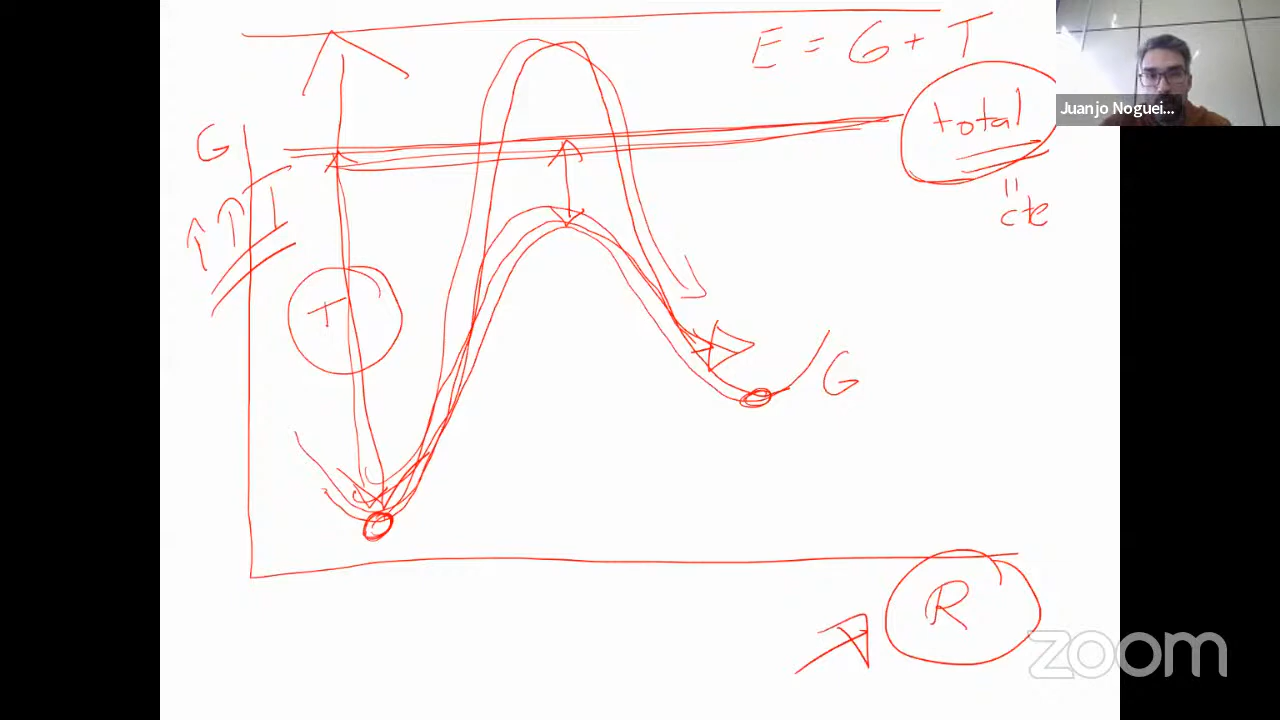 E = G + T
total
"
cte
Juanjo Noguei...
G
↑↑T
T
G
R
zoom